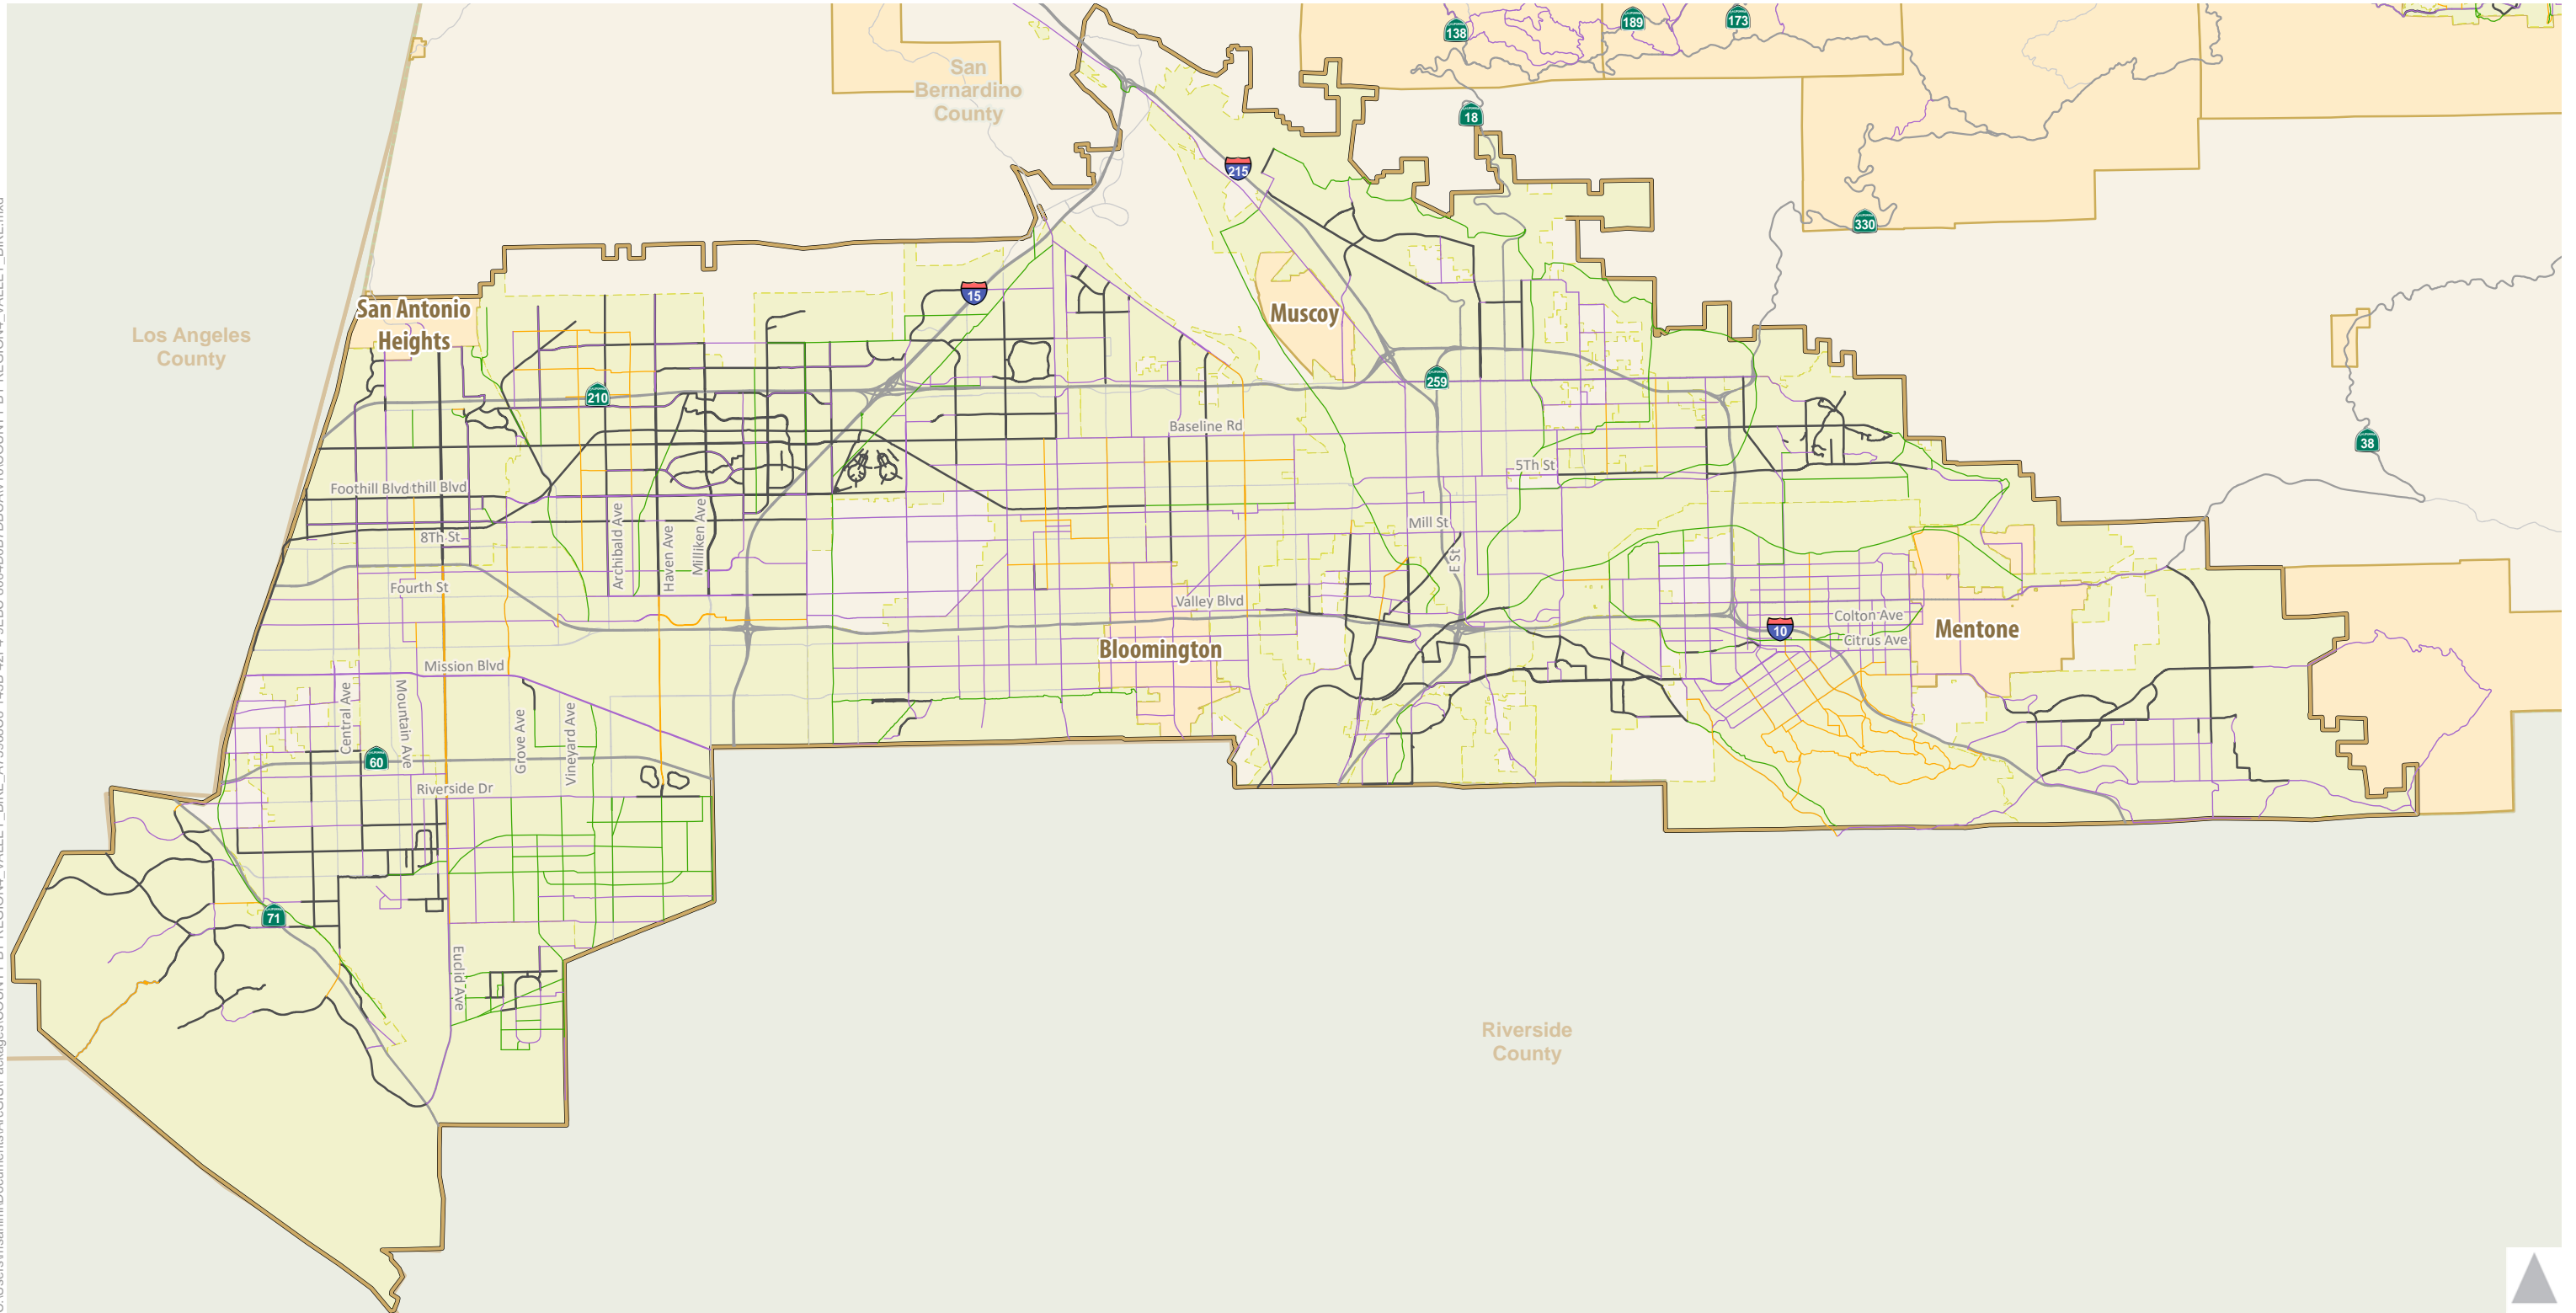 138
189
173
San
Bernardino
County
18
215
330
15
San Antonio
Heights
Muscoy
Los Angeles
County
259
210
Baseline Rd
38
5Th St
Foothill Blvd
thill Blvd
Archibald Ave
Haven Ave
Milliken Ave
Mill St
8Th St
E St
Fourth St
Valley Blvd
Colton Ave
10
Mentone
Citrus Ave
Bloomington
Mission Blvd
Central Ave
Mountain Ave
Grove Ave
Vineyard Ave
60
Riverside Dr
71
Euclid Ave
Riverside
County